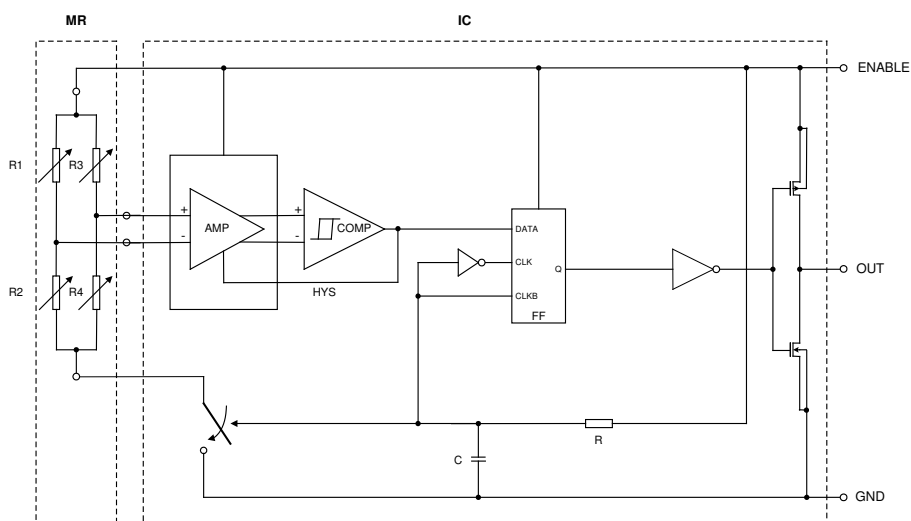 MR
IC
ENABLE
R1
R3
+
-
AMP
+
-
COMP
DATA
CLK
Q
CLKB
FF
OUT
HYS
R2
R4
R
C
GND